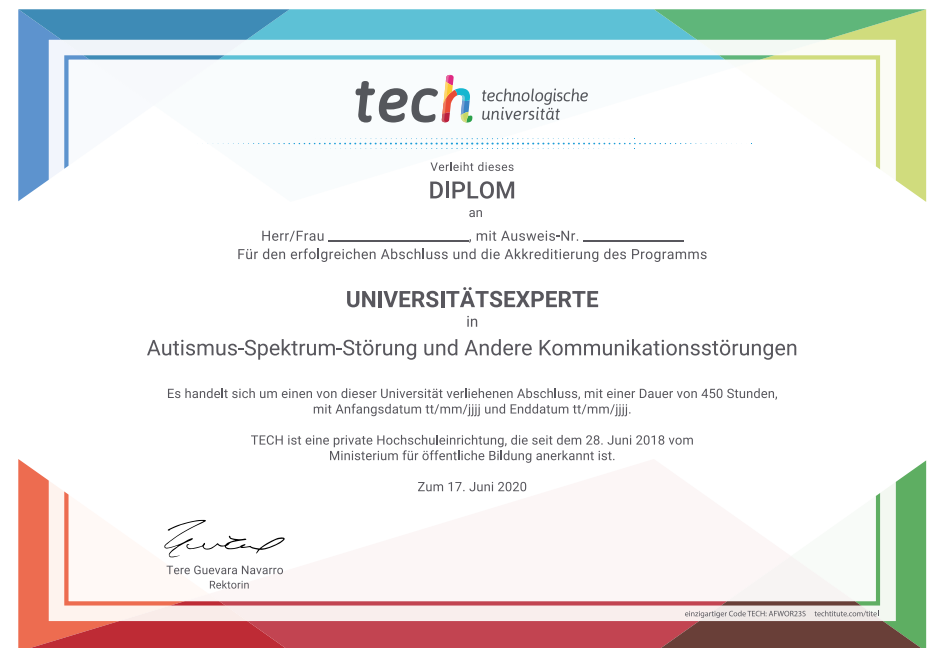 tech technologische
universität
Verleiht dieses
DIPLOM
an
Herr/Frau ____________________, mit Ausweis-Nr. ______________
Für den erfolgreichen Abschluss und die Akkreditierung des Programms
UNIVERSITÄTSEXPERTE
in
Autismus-Spektrum-Störung und Andere Kommunikationsstörungen
Es handelt sich um einen von dieser Universität verliehenen Abschluss, mit einer Dauer von 450 Stunden,
mit Anfangsdatum tt/mm/jjjj und Enddatum tt/mm/jjjj.
TECH ist eine private Hochschuleinrichtung, die seit dem 28. Juni 2018 vom
Ministerium für öffentliche Bildung anerkannt ist.
Zum 17. Juni 2020
Tere Guevara Navarro
Rektorin
einzigartiger Code TECH: AFWOR23S techtitute.com/titel